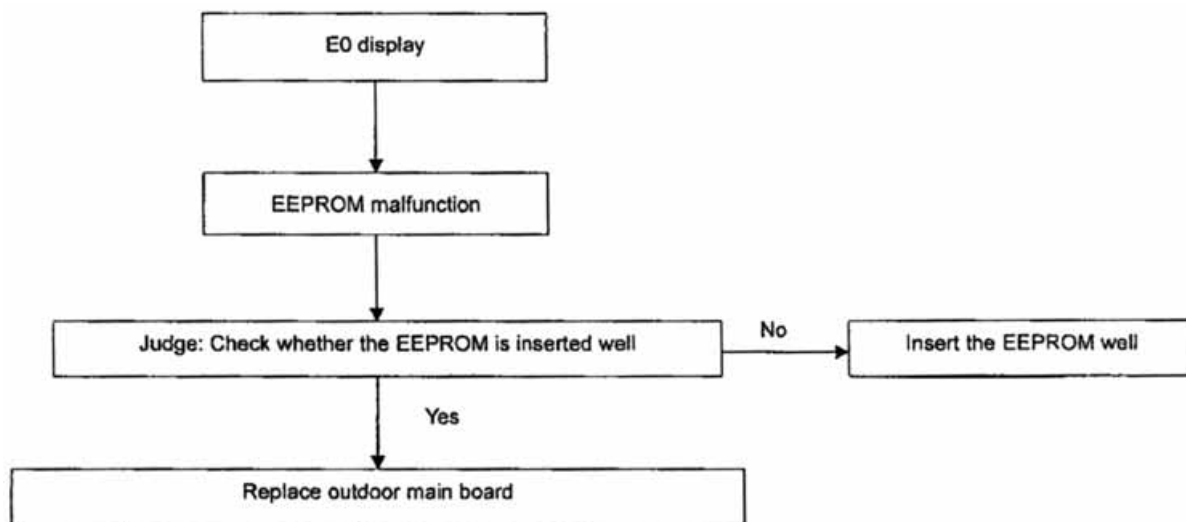 E0 display
EEPROM malfunction
Judge: Check whether the EEPROM is inserted well
No
Insert the EEPROM well
Yes
Replace outdoor main board